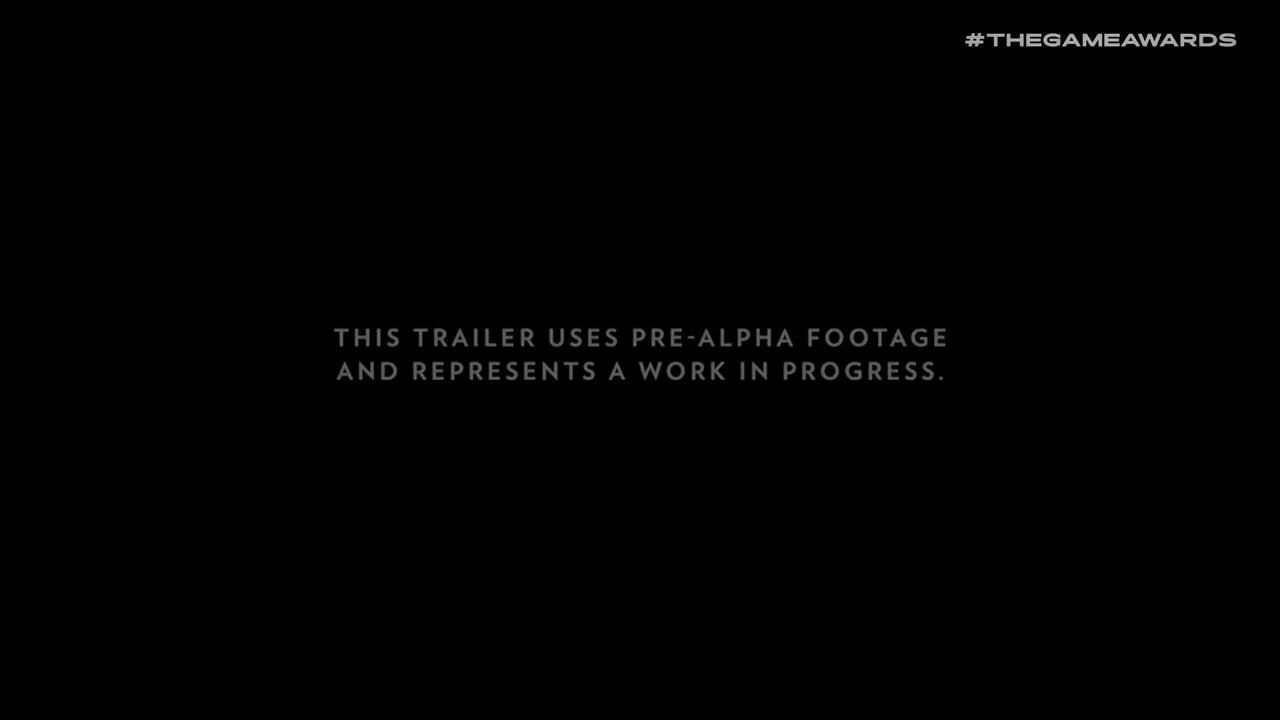 #THEGAMEAWARDS
THIS TRAILER USES PRE-ALPHA FOOTAGE
AND REPRESENTS A WORK IN PROGRESS.